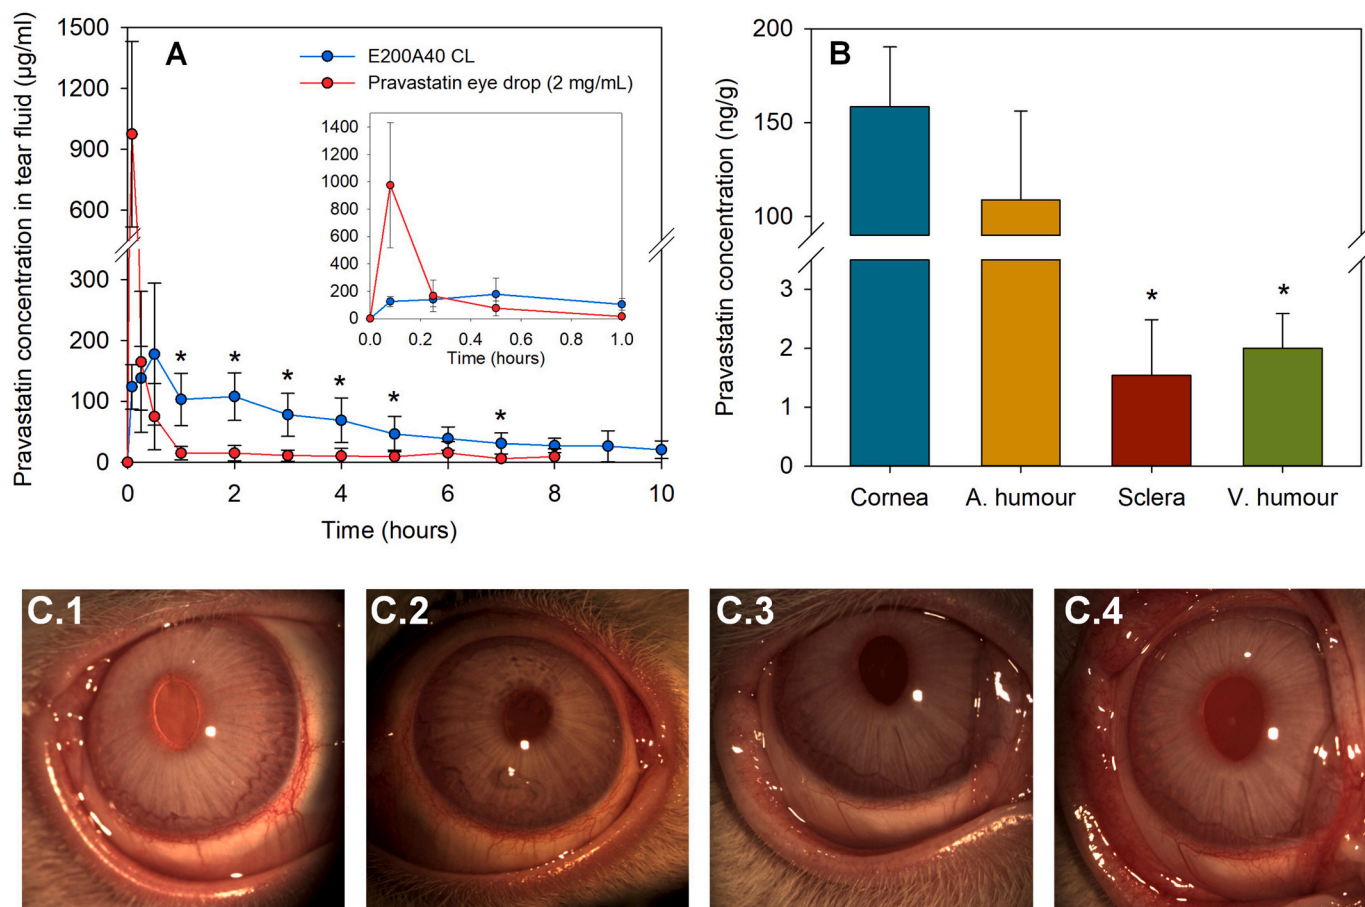 A
E200A40 CL
Pravastatin eye drop (2 mg/mL)
Pravastatin concentration in tear fluid (µg/ml)
1500
1200
900
600
300
200
100
0
0
2
4
6
8
10
Time (hours)
1400
1200
1000
800
600
400
200
0
0.0
0.2
0.4
0.6
0.8
1.0
Time (hours)
*
*
*
*
*
*
B
Pravastatin concentration (ng/g)
200
150
100
3
2
1
0
*
*
Cornea
A. humour
Sclera
V. humour
C.1
C.2
C.3
C.4